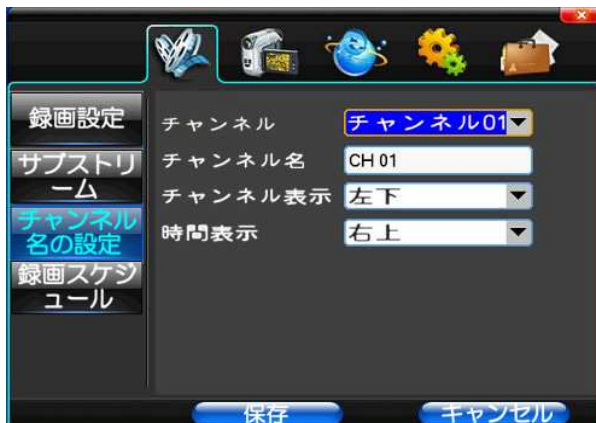 録画設定
サブストリ
ーム
チャンネル
名の設定
録画スケジ
ュール
チャンネル チャンネル01
チャンネル名 CH 01
チャンネル表示 左下
時間表示 右上
保存 キャンセル